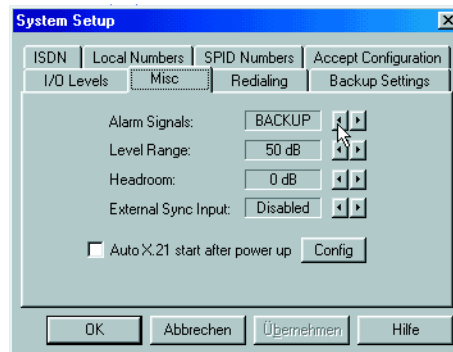 System Setup
ISDN Local Numbers SPID Numbers Accept Configuration
I/O Levels Misc Redialing Backup Settings
Alarm Signals: BACKUP
Level Range: 50 dB
Headroom: 0 dB
External Sync Input: Disabled
Auto X.21 start after power up Config
OK Abbrechen Übernehmen Hilfe